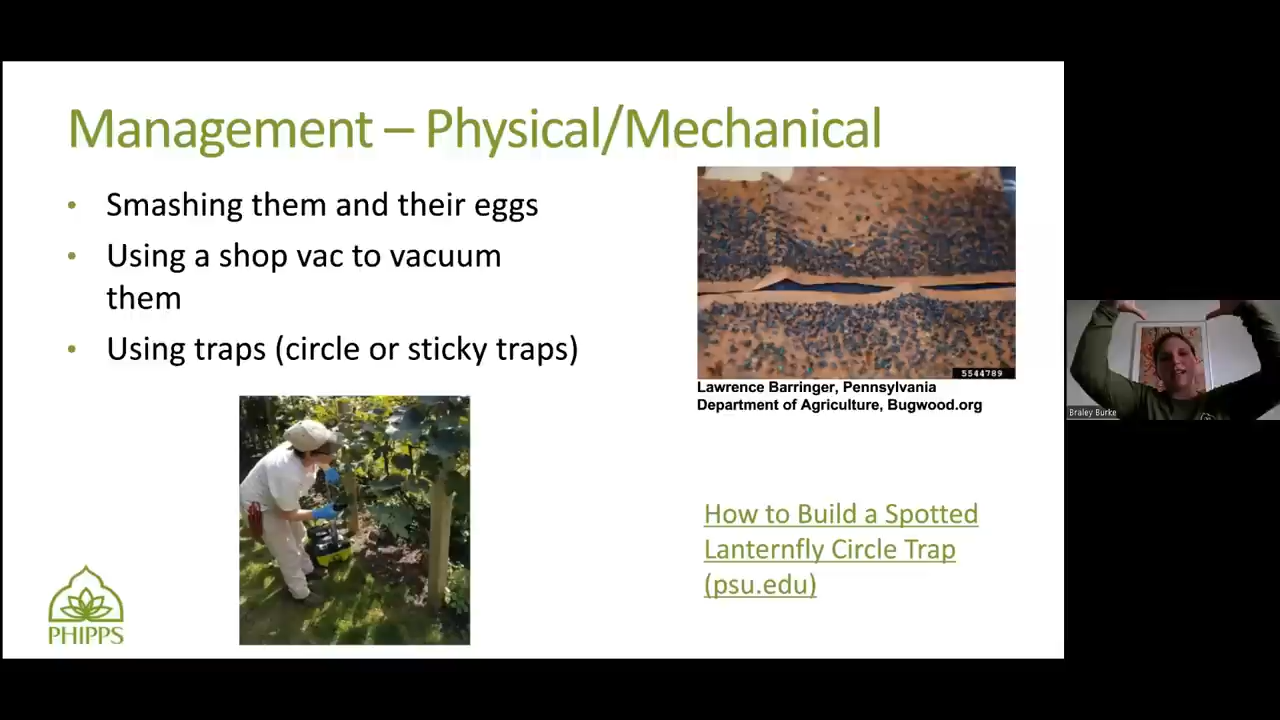 Management – Physical/Mechanical
• Smashing them and their eggs
• Using a shop vac to vacuum
them
• Using traps (circle or sticky traps)
5544789
Lawrence Barringer, Pennsylvania
Department of Agriculture, Bugwood.org
Braley Burke
How to Build a Spotted
Lanternfly Circle Trap
(psu.edu)
PHIPPS